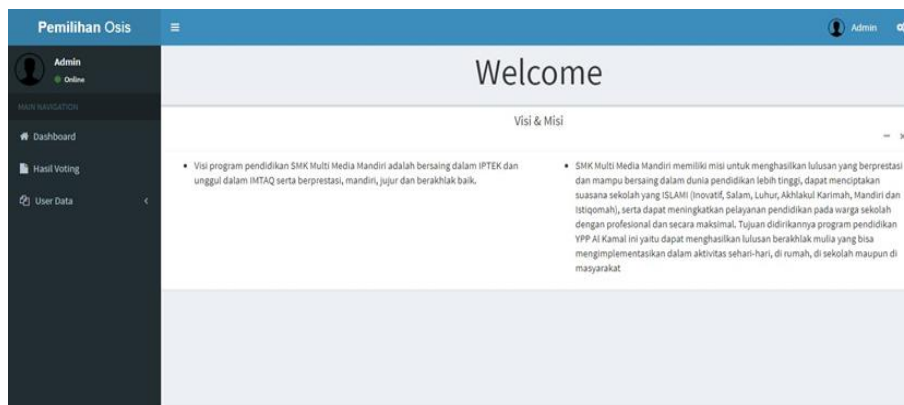 Pemilihan Osis
Admin
Admin
Online
MAIN NAVIGATION
Dashboard
Hasil Voting
User Data
Welcome
Visi & Misi
Visi program pendidikan SMK Multi Media Mandiri adalah bersaing dalam IPTEK dan
unggul dalam IMTAQ serta berprestasi, mandiri, jujur dan berakhlak baik.
SMK Multi Media Mandiri memiliki misi untuk menghasilkan lulusan yang berprestasi
dan mampu bersaing dalam dunia pendidikan lebih tinggi, dapat menciptakan
suasana sekolah yang ISLAMI (Inovatif, Salam, Luhur, Akhlakul Karimah, Mandiri dan
Istiqomah), serta dapat meningkatkan pelayanan pendidikan pada warga sekolah
dengan profesional dan secara maksimal. Tujuan didirikannya program pendidikan
YPP Al Kamal ini yaitu dapat menghasilkan lulusan berakhlak mulia yang bisa
mengimplementasikan dalam aktivitas sehari-hari, di rumah, di sekolah maupun di
masyarakat